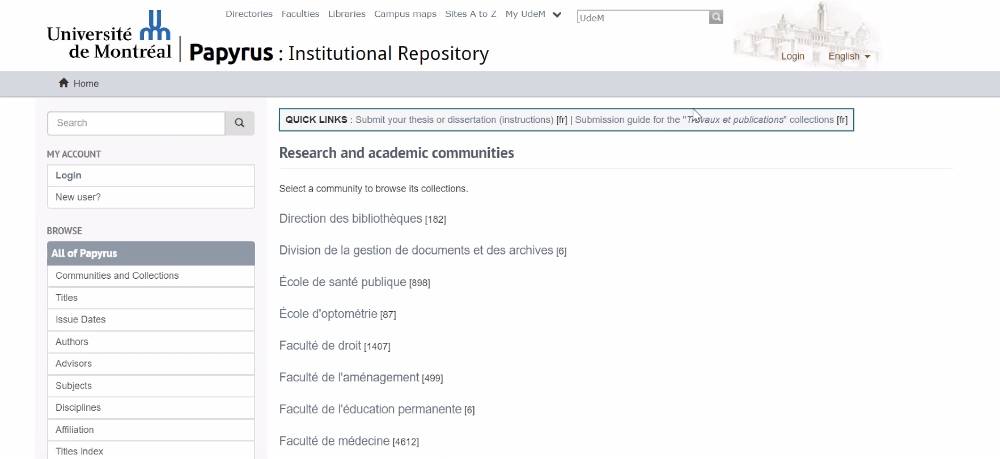 Directories Faculties Libraries Campus maps Sites A to Z My UdeM
UdeM
Université
de Montréal
Papyrus : Institutional Repository
Login English
Home
Search
MY ACCOUNT
Login
New user?
BROWSE
All of Papyrus
Communities and Collections
Titles
Issue Dates
Authors
Advisors
Subjects
Disciplines
Affiliation
Titles index
QUICK LINKS : Submit your thesis or dissertation (instructions) [fr] | Submission guide for the "Travaux et publications" collections [fr]
Research and academic communities
Select a community to browse its collections.
Direction des bibliothèques [182]
Division de la gestion de documents et des archives [6]
École de santé publique [898]
École d'optométrie [87]
Faculté de droit [1407]
Faculté de l'aménagement [499]
Faculté de l'éducation permanente [6]
Faculté de médecine [4612]